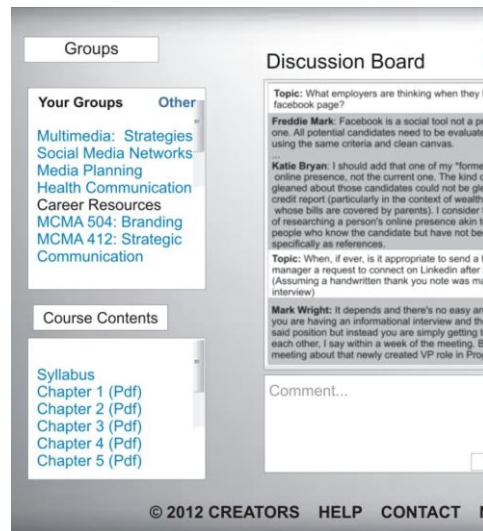 Groups
Your Groups Other
Multimedia: Strategies
Social Media Networks
Media Planning
Health Communication
Career Resources
MCMA 504: Branding
MCMA 412: Strategic
Communication
Course Contents
Syllabus
Chapter 1 (Pdf)
Chapter 2 (Pdf)
Chapter 3 (Pdf)
Chapter 4 (Pdf)
Chapter 5 (Pdf)
Discussion Board
Topic: What employers are thinking when they
facebook page?
Freddie Mark: Facebook is a social tool not a
one. All potential candidates need to be
using the same criteria and clean canvas.
...
Katie Bryan: I should add that one of my
online presence, not the current one. The kind
gleaned about those candidates could not be
credit report (particularly in the context of
whose bills are covered by parents). I consider
of researching a person's online presence akin
people who know the candidate but have not
specifically as references.
Topic: When, if ever, is it appropriate to send a
manager a request to connect on Linkedin after
(Assuming a handwritten thank you note was
interview)
Mark Wright: It depends and there's no easy
you are having an informational interview and
said position but instead you are simply getting
each other, I say within a week of the meeting.
meeting about that newly created VP role in
Comment...
© 2012 CREATORS HELP CONTACT